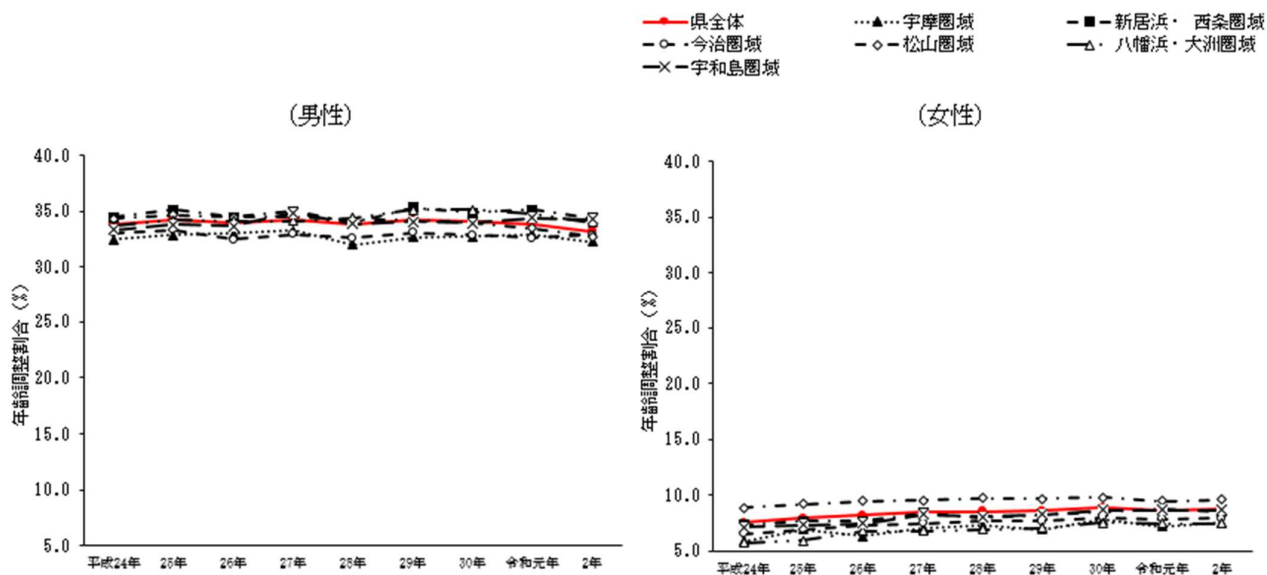 県全体 宇摩圏域 新居浜・ 西条圏域
今治圏域 松山圏域 八幡浜・大洲圏域
宇和島圏域
(男性)
年齢調整割合(%)
40.0
35.0
30.0
25.0
20.0
15.0
10.0
5.0
平成24年 25年 26年 27年 28年 29年 30年 令和元年 2年
(女性)
年齢調整割合(%)
40.0
35.0
30.0
25.0
20.0
15.0
10.0
5.0
平成24年 25年 26年 27年 28年 29年 30年 令和元年 2年